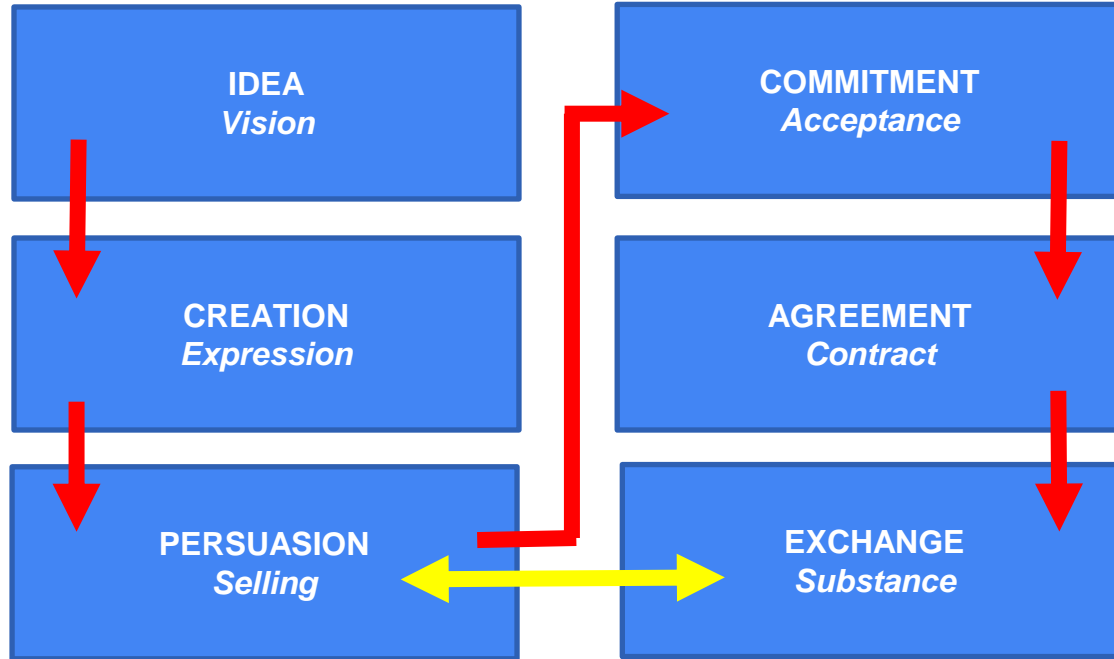 IDEA
Vision
CREATION
Expression
PERSUASION
Selling
COMMITMENT
Acceptance
AGREEMENT
Contract
EXCHANGE
Substance